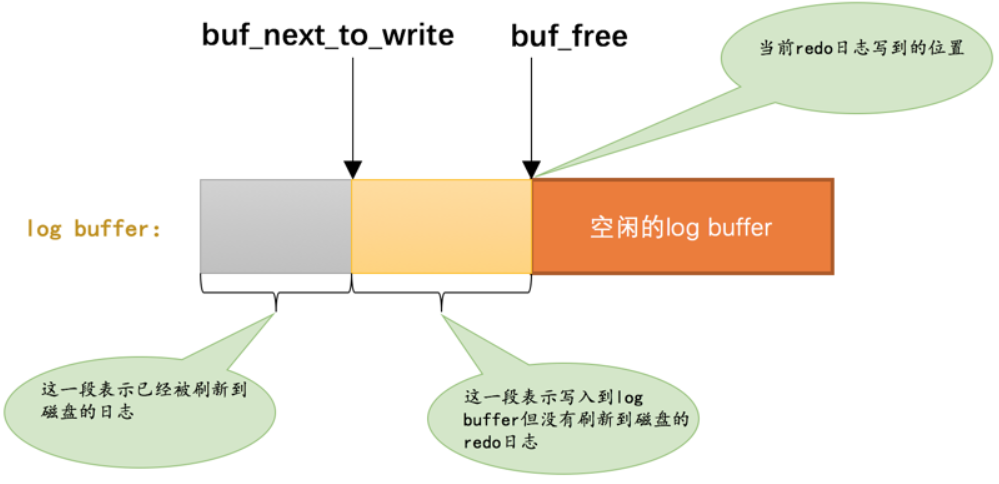 buf_next_to_write
buf_free
当前redo日志写到的位置
log buffer:
空闲的log buffer
这一段表示已经被刷新到
磁盘的日志
这一段表示写入到log
buffer但没有刷新到磁盘的
redo日志